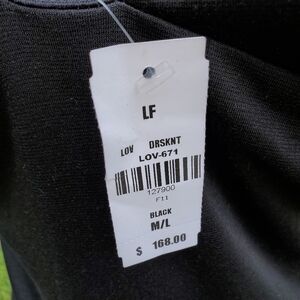 LF
LOV DRSKNT
LOV-671
127900
F11
BLACK
M/L
$ 168.00